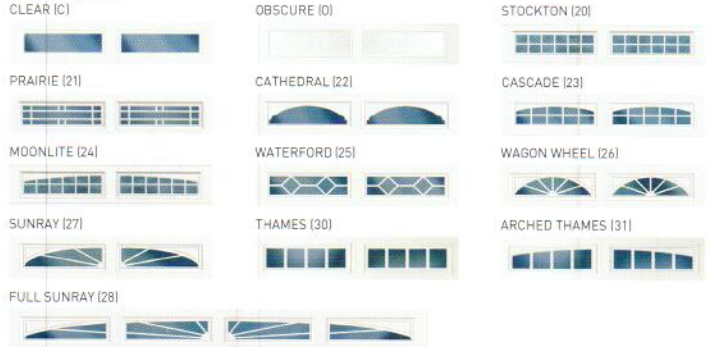 CLEAR (C)
OBSCURE (O)
STOCKTON (20)
PRAIRIE (21)
CATHEDRAL (22)
CASCADE (23)
MOONLITE (24)
WATERFORD (25)
WAGON WHEEL (26)
SUNRAY (27)
THAMES (30)
ARCHED THAMES (31)
FULL SUNRAY (28)